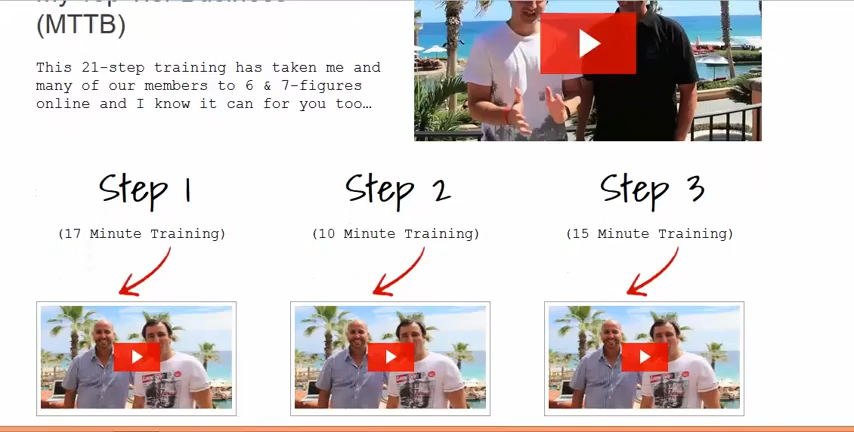 (MTTB)
This 21-step training has taken me and
many of our members to 6 & 7-figures
online and I know it can for you too…
Step 1
Step 2
Step 3
(17 Minute Training)
(10 Minute Training)
(15 Minute Training)